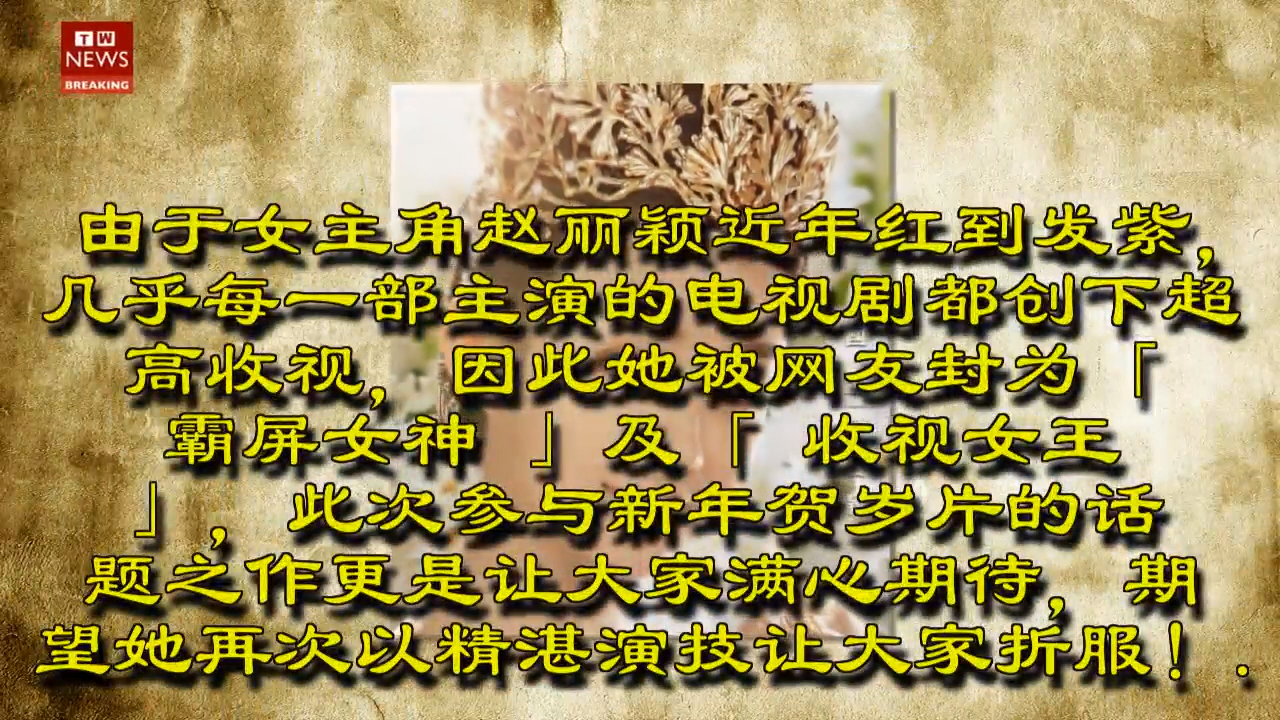 TW
NEWS
BREAKING
由于女主角赵丽颖近年红到发紫，
几乎每一部主演的电视剧都创下超
高收视，因此她被网友封为「
霸屏女神 」及「 收视女王
」，此次参与新年贺岁片的话
题之作更是让大家满心期待，期
望她再次以精湛演技让大家折服！.